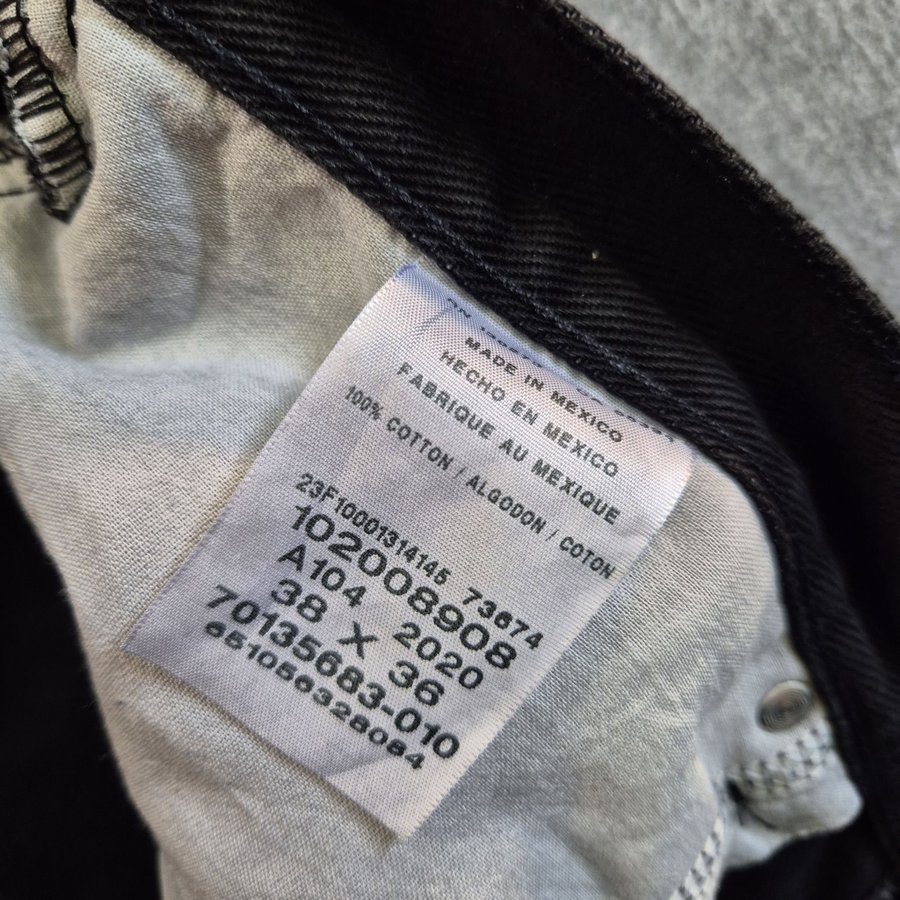 MADE IN MEXICO
HECHO EN MEXICO
FABRIQUE AU MEXIQUE
100% COTTON / ALGODON / COTON
23F10001314145 73674
102008908
A104 2020
38 X 36
70135683-010
651056328084